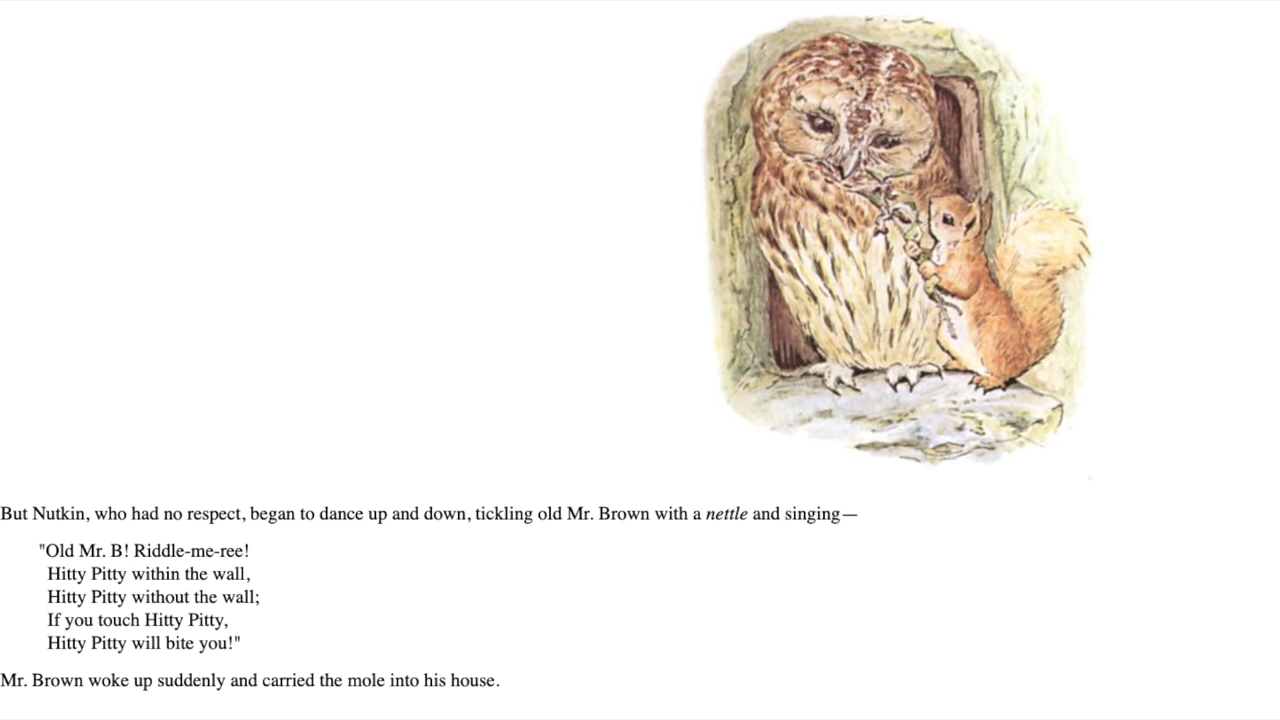 But Nutkin, who had no respect, began to dance up and down, tickling old Mr. Brown with a nettle and singing—
"Old Mr. B! Riddle-me-ree!
Hitty Pitty within the wall,
Hitty Pitty without the wall;
If you touch Hitty Pitty,
Hitty Pitty will bite you!"
Mr. Brown woke up suddenly and carried the mole into his house.